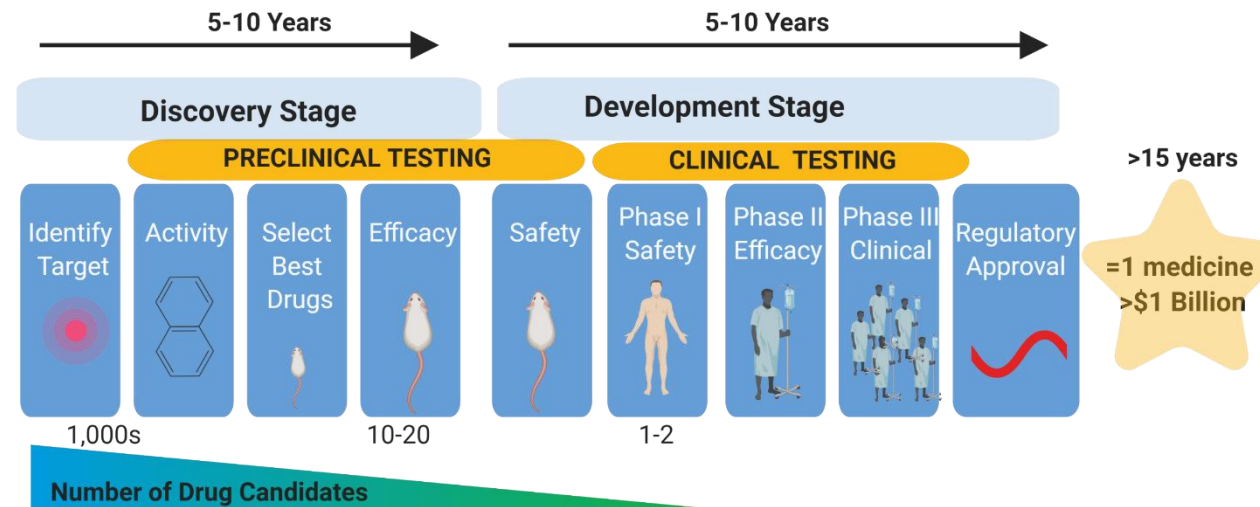 5-10 Years
5-10 Years
Discovery Stage
Development Stage
PRECLINICAL TESTING
CLINICAL TESTING
>15 years
Identify
Target
Activity
Select
Best
Drugs
Efficacy
Safety
Phase I
Safety
Phase II
Efficacy
Phase III
Clinical
Regulatory
Approval
=1 medicine
>$1 Billion
1,000s
10-20
1-2
Number of Drug Candidates